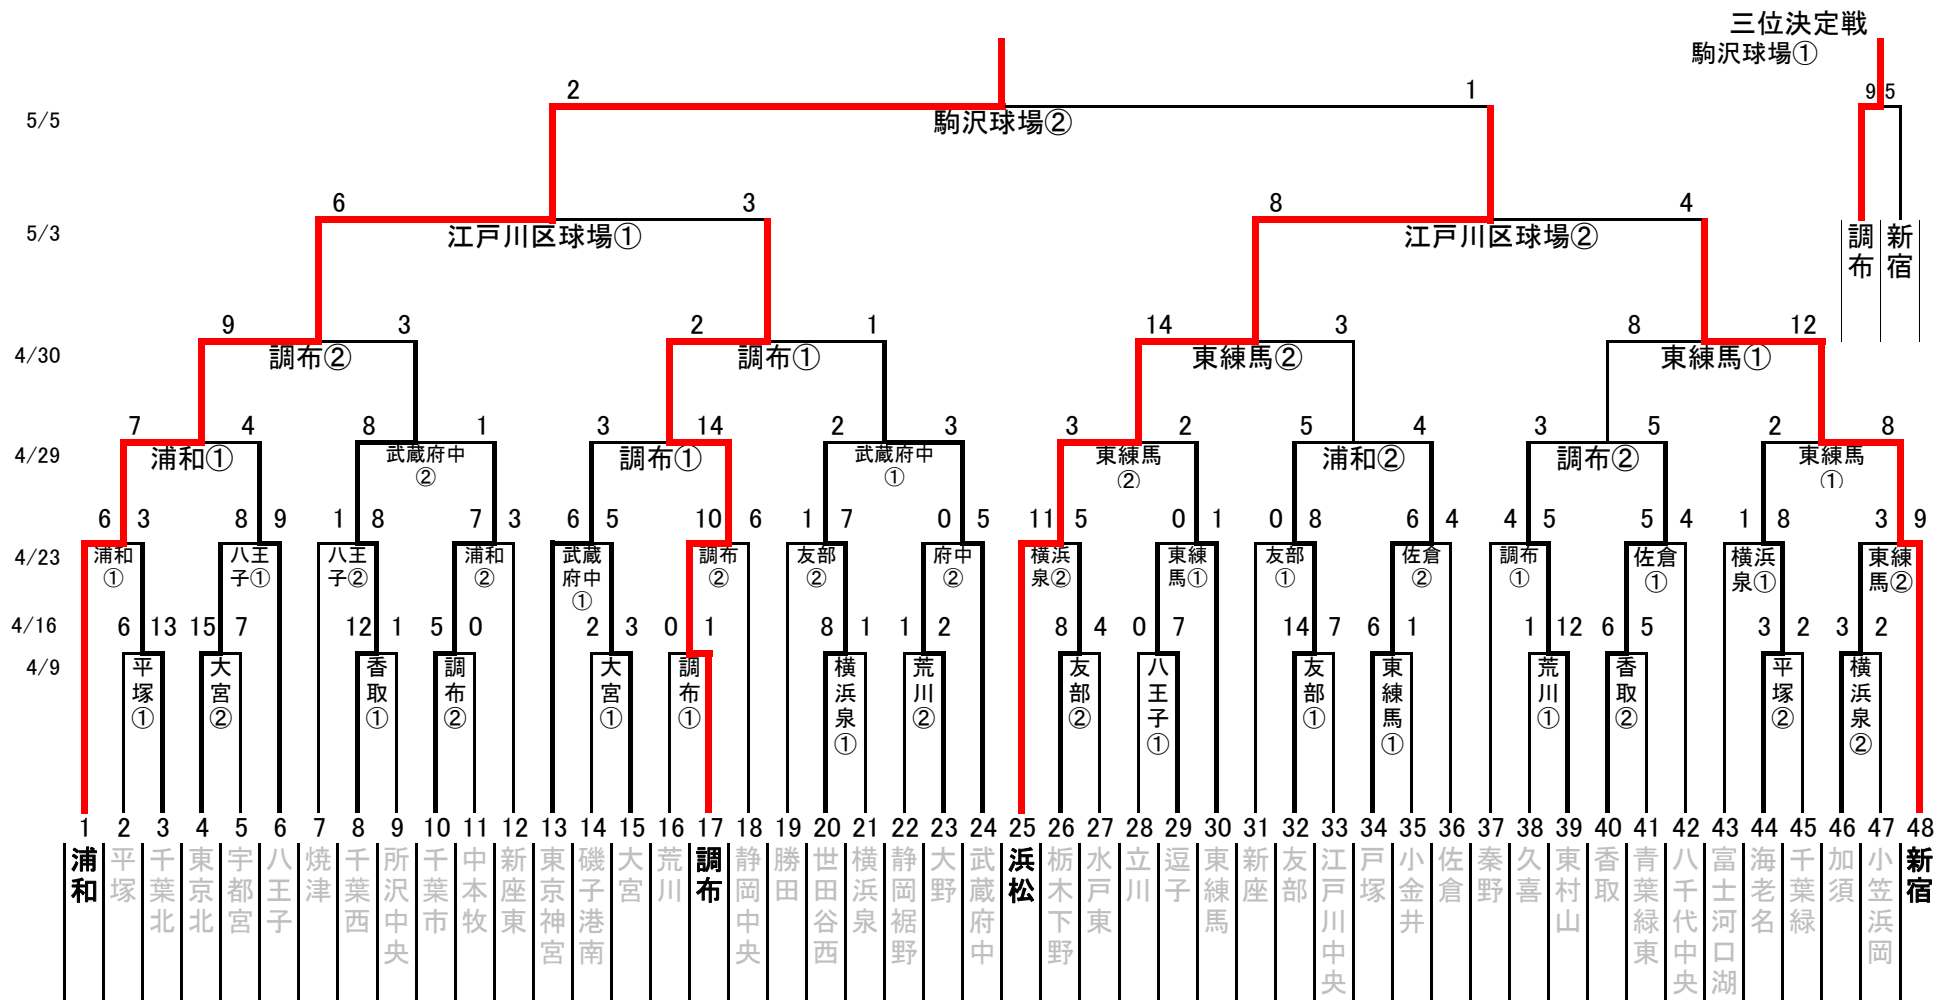 三位決定戦
駒沢球場①
2 1 9 5
5/5
駒沢球場②
6 3 8 4
5/3
江戸川区球場① 江戸川区球場②
調布 新宿
9 3 2 1 14 3 8 12
4/30
調布② 調布① 東練馬② 東練馬①
7 4 8 1 3 14 2 3 3 2 5 4 3 5 2 8
4/29
浦和① 武蔵府中② 調布① 武蔵府中① 東練馬② 浦和② 調布② 東練馬①
6 3 8 9 1 8 7 3 6 5 10 6 1 7 0 5 11 5 0 1 0 8 6 4 4 5 5 4 1 8 3 9
4/23
浦和① 八王子① 八王子② 浦和② 武蔵府中① 調布② 友部② 府中② 横浜泉② 東練馬① 友部① 佐倉② 調布① 佐倉① 横浜泉① 東練馬②
4/16
6 13 15 7 12 1 5 0 2 3 0 1 8 1 1 2 8 4 0 7 14 7 6 1 1 12 6 5 3 2 3 2
4/9
平塚① 大宮② 香取① 調布② 大宮① 調布① 横浜泉① 荒川② 友部② 八王子① 友部① 東練馬① 荒川① 香取② 平塚② 横浜泉②
1 2 3 4 5 6 7 8 9 10 11 12 13 14 15 16 17 18 19 20 21 22 23 24 25 26 27 28 29 30 31 32 33 34 35 36 37 38 39 40 41 42 43 44 45 46 47 48
浦和 平塚 千葉北 東京北 宇都宮 八王子 焼津 千葉西 所沢中央 千葉市 中本牧 新座東 東京神宮 磯子港南 大宮 荒川 調布 静岡中央 勝田 世田谷西 横浜泉 静岡裾野 大野 武蔵府中 浜松 栃木下野 水戸東 立川 逗子 東練馬 新座 友部 江戸川中央 戸塚 小金井 佐倉 秦野 久喜 東村山 香取 青葉緑東 八千代中央 富士河口湖 海老名 千葉緑 加須 小笠浜岡 新宿